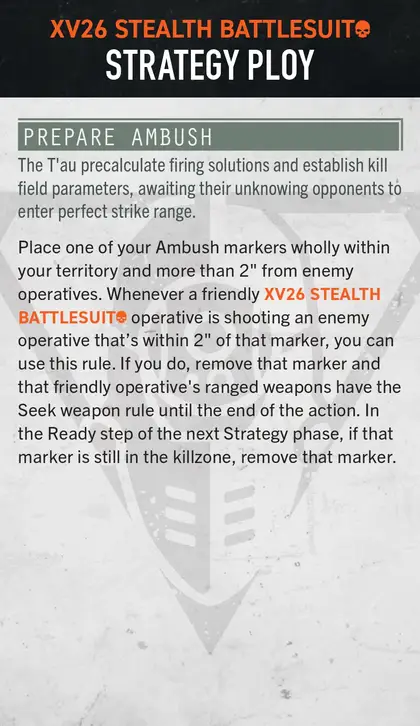 XV26 STEALTH BATTLESUIT
STRATEGY PLOY
PREPARE AMBUSH
The T'au precalculate firing solutions and establish kill
field parameters, awaiting their unknowing opponents to
enter perfect strike range.
Place one of your Ambush markers wholly within
your territory and more than 2" from enemy
operatives. Whenever a friendly XV26 STEALTH
BATTLESUIT operative is shooting an enemy
operative that’s within 2" of that marker, you can
use this rule. If you do, remove that marker and
that friendly operative's ranged weapons have the
Seek weapon rule until the end of the action. In
the Ready step of the next Strategy phase, if that
marker is still in the killzone, remove that marker.